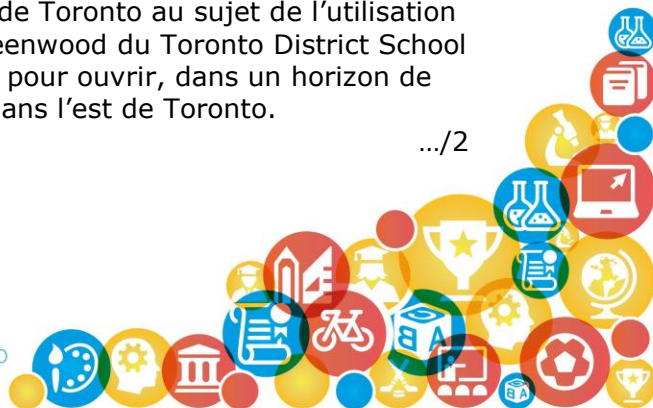 de Toronto au sujet de l’utilisation
eenwood du Toronto District School
pour ouvrir, dans un horizon de
ans l’est de Toronto.
…/2
B A
B A